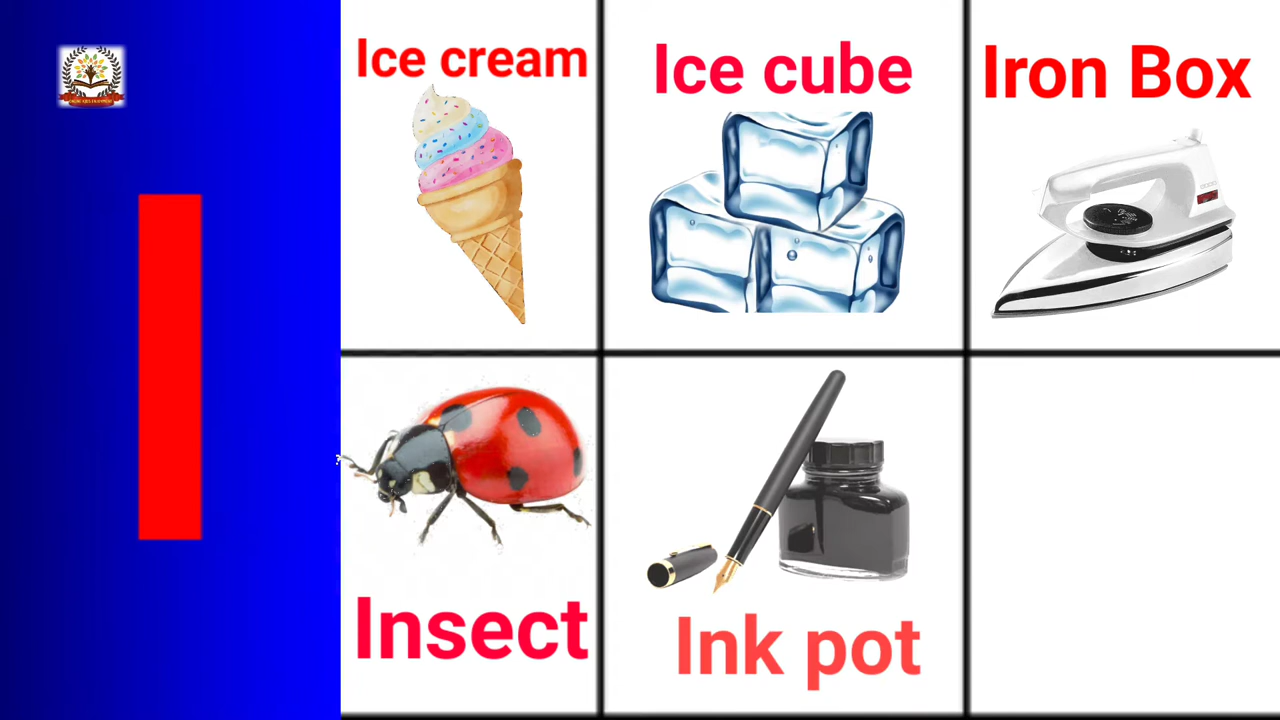 I
Ice cream
Ice cube
Iron Box
Insect
Ink pot